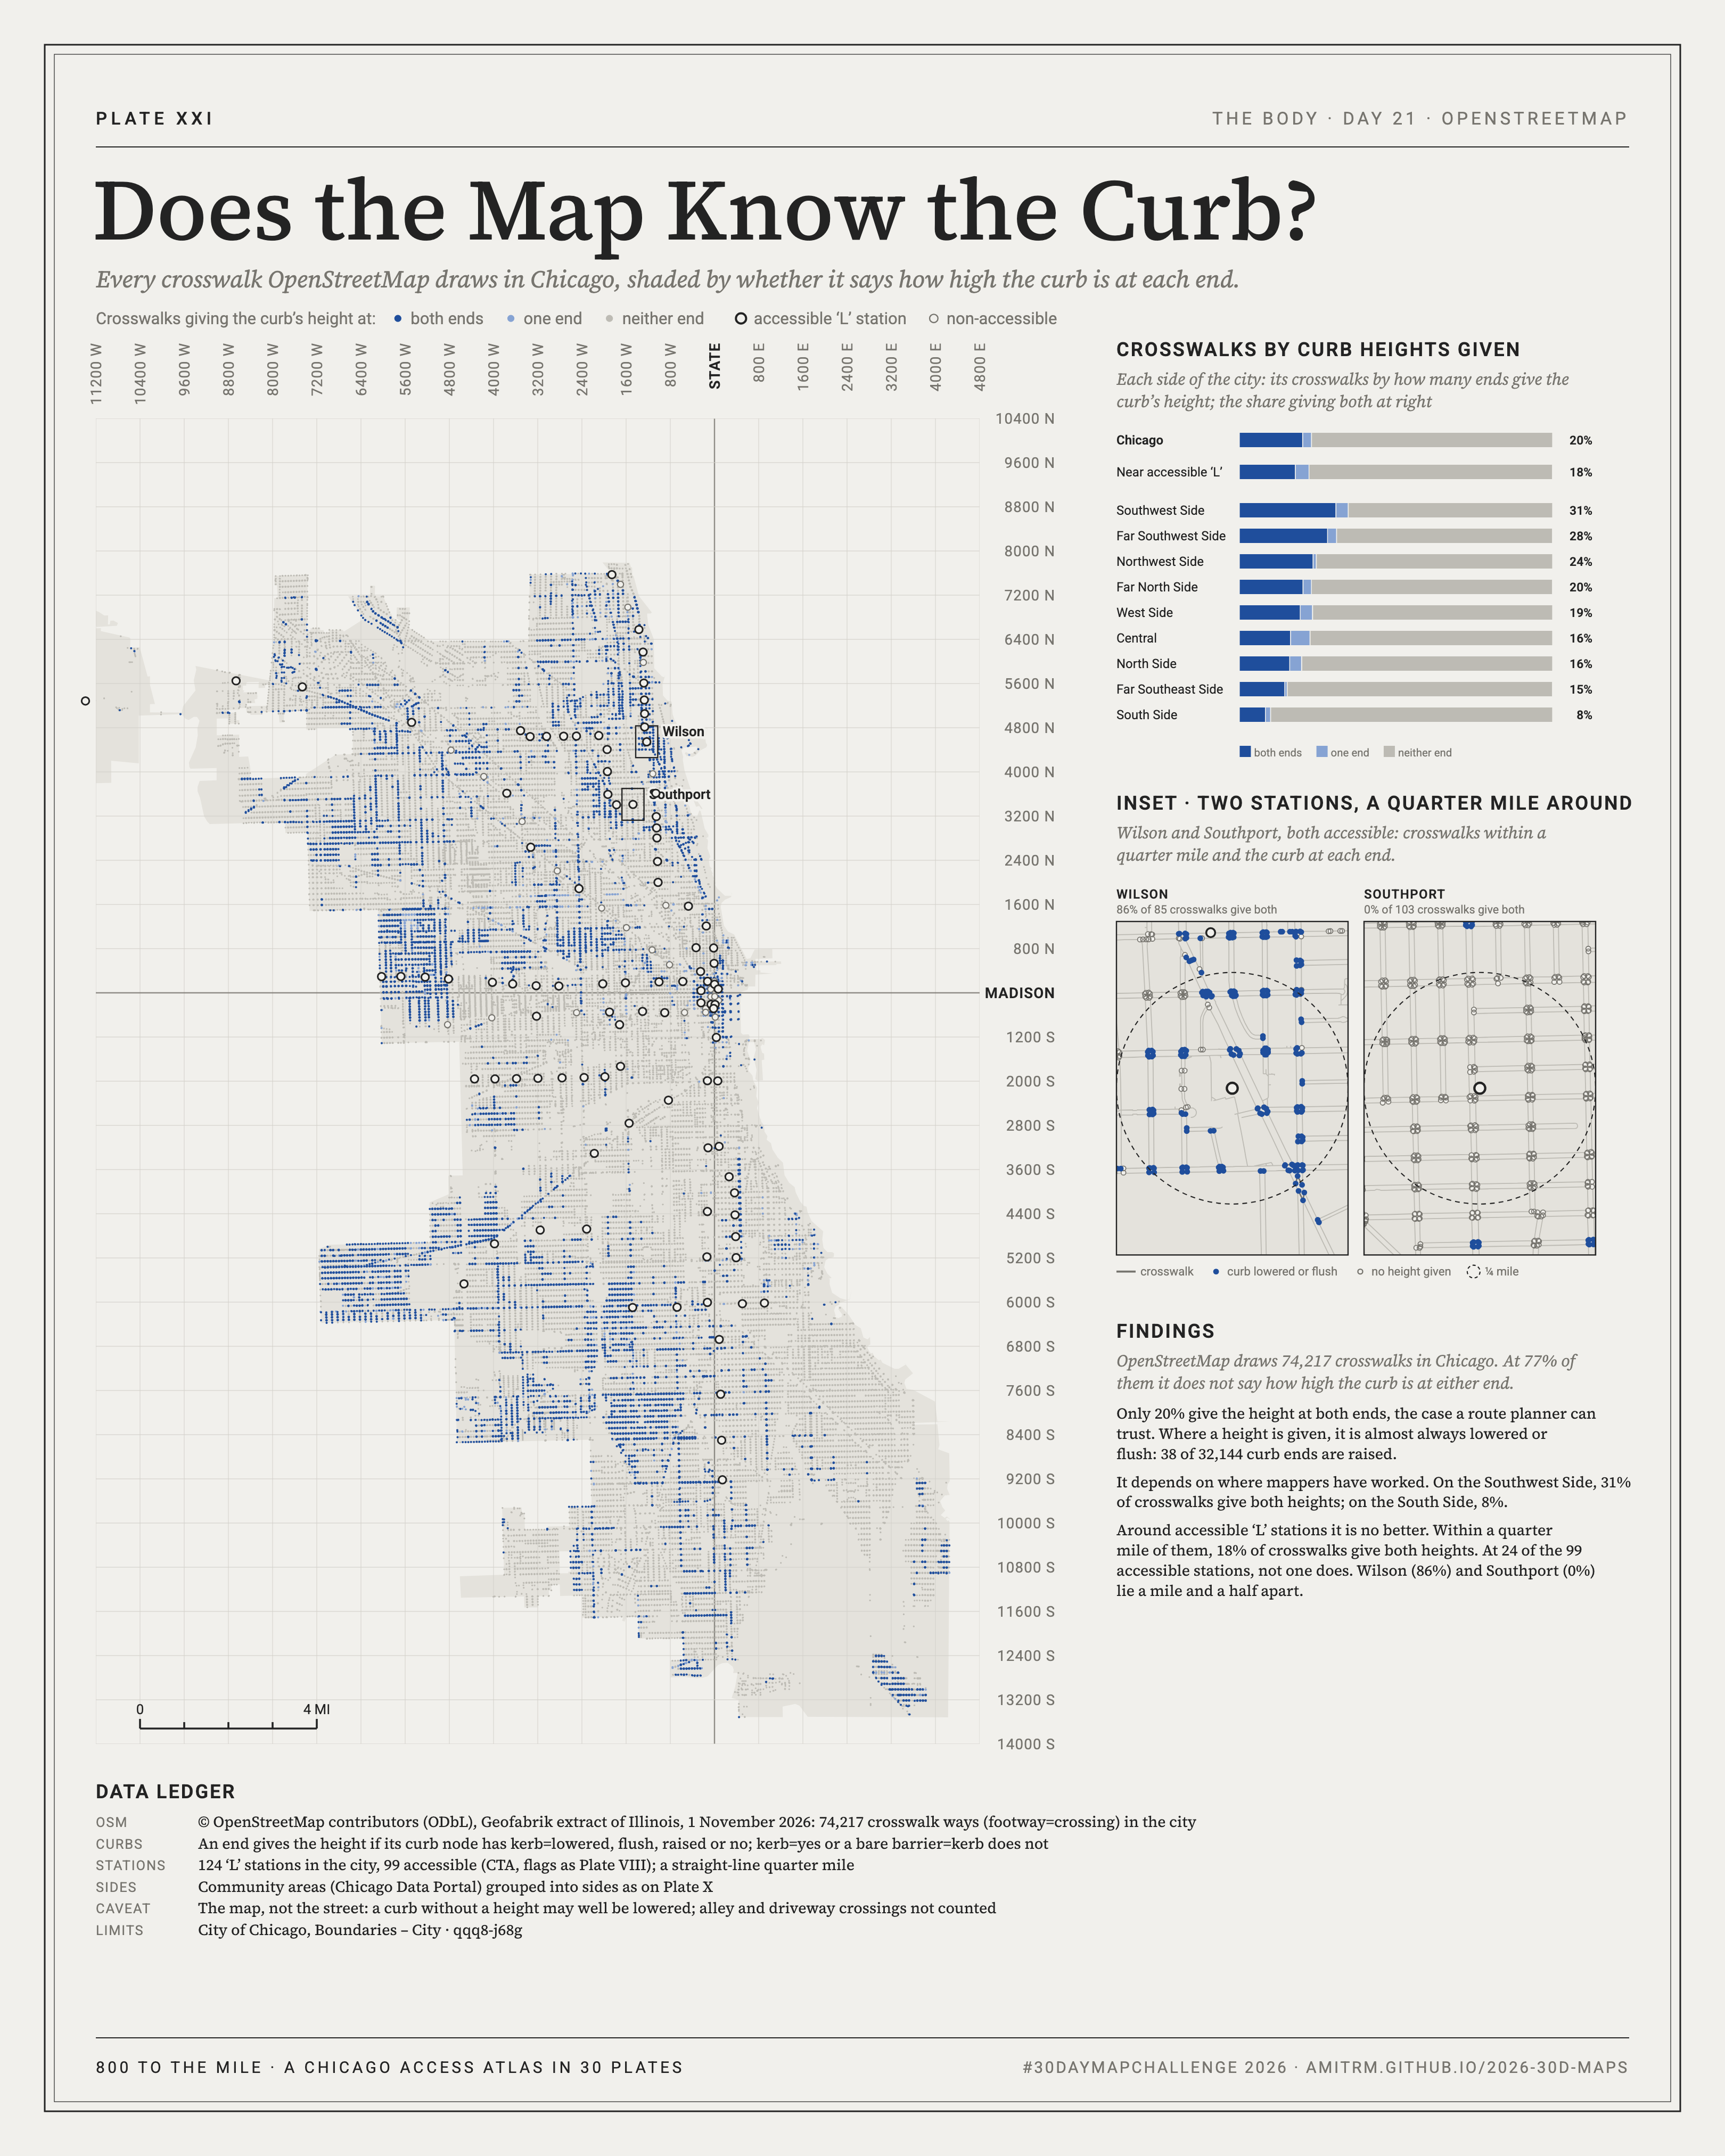 PLATE XXI
THE BODY · DAY 21 · OPENSTREETMAP
Does the Map Know the Curb?
Every crosswalk OpenStreetMap draws in Chicago, shaded by whether it says how high the curb is at each end.
Crosswalks giving the curb’s height at: both ends one end neither end accessible ‘L’ station non-accessible
11200 W
10400 W
9600 W
8800 W
8000 W
7200 W
6400 W
5600 W
4800 W
4000 W
3200 W
2400 W
1600 W
800 W
STATE
800 E
1600 E
2400 E
3200 E
4000 E
4800 E
10400 N
9600 N
8800 N
8000 N
7200 N
6400 N
5600 N
4800 N
4000 N
3200 N
2400 N
1600 N
800 N
MADISON
1200 S
2000 S
2800 S
3600 S
4400 S
5200 S
6000 S
6800 S
7600 S
8400 S
9200 S
10000 S
10800 S
11600 S
12400 S
13200 S
14000 S
Wilson
Southport
0 4 MI
CROSSWALKS BY CURB HEIGHTS GIVEN
Each side of the city: its crosswalks by how many ends give the
curb’s height; the share giving both at right
Chicago 20%
Near accessible ‘L’ 18%
Southwest Side 31%
Far Southwest Side 28%
Northwest Side 24%
Far North Side 20%
West Side 19%
Central 16%
North Side 16%
Far Southeast Side 15%
South Side 8%
both ends one end neither end
INSET · TWO STATIONS, A QUARTER MILE AROUND
Wilson and Southport, both accessible: crosswalks within a
quarter mile and the curb at each end.
WILSON
86% of 85 crosswalks give both
SOUTHPORT
0% of 103 crosswalks give both
crosswalk curb lowered or flush no height given ¼ mile
FINDINGS
OpenStreetMap draws 74,217 crosswalks in Chicago. At 77% of
them it does not say how high the curb is at either end.
Only 20% give the height at both ends, the case a route planner can
trust. Where a height is given, it is almost always lowered or
flush: 38 of 32,144 curb ends are raised.
It depends on where mappers have worked. On the Southwest Side, 31%
of crosswalks give both heights; on the South Side, 8%.
Around accessible ‘L’ stations it is no better. Within a quarter
mile of them, 18% of crosswalks give both heights. At 24 of the 99
accessible stations, not one does. Wilson (86%) and Southport (0%)
lie a mile and a half apart.
DATA LEDGER
OSM © OpenStreetMap contributors (ODbL), Geofabrik extract of Illinois, 1 November 2026: 74,217 crosswalk ways (footway=crossing) in the city
CURBS An end gives the height if its curb node has kerb=lowered, flush, raised or no; kerb=yes or a bare barrier=kerb does not
STATIONS 124 ‘L’ stations in the city, 99 accessible (CTA, flags as Plate VIII); a straight-line quarter mile
SIDES Community areas (Chicago Data Portal) grouped into sides as on Plate X
CAVEAT The map, not the street: a curb without a height may well be lowered; alley and driveway crossings not counted
LIMITS City of Chicago, Boundaries – City · qqq8-j68g
800 TO THE MILE · A CHICAGO ACCESS ATLAS IN 30 PLATES
#30DAYMAPCHALLENGE 2026 · AMITRM.GITHUB.IO/2026-30D-MAPS